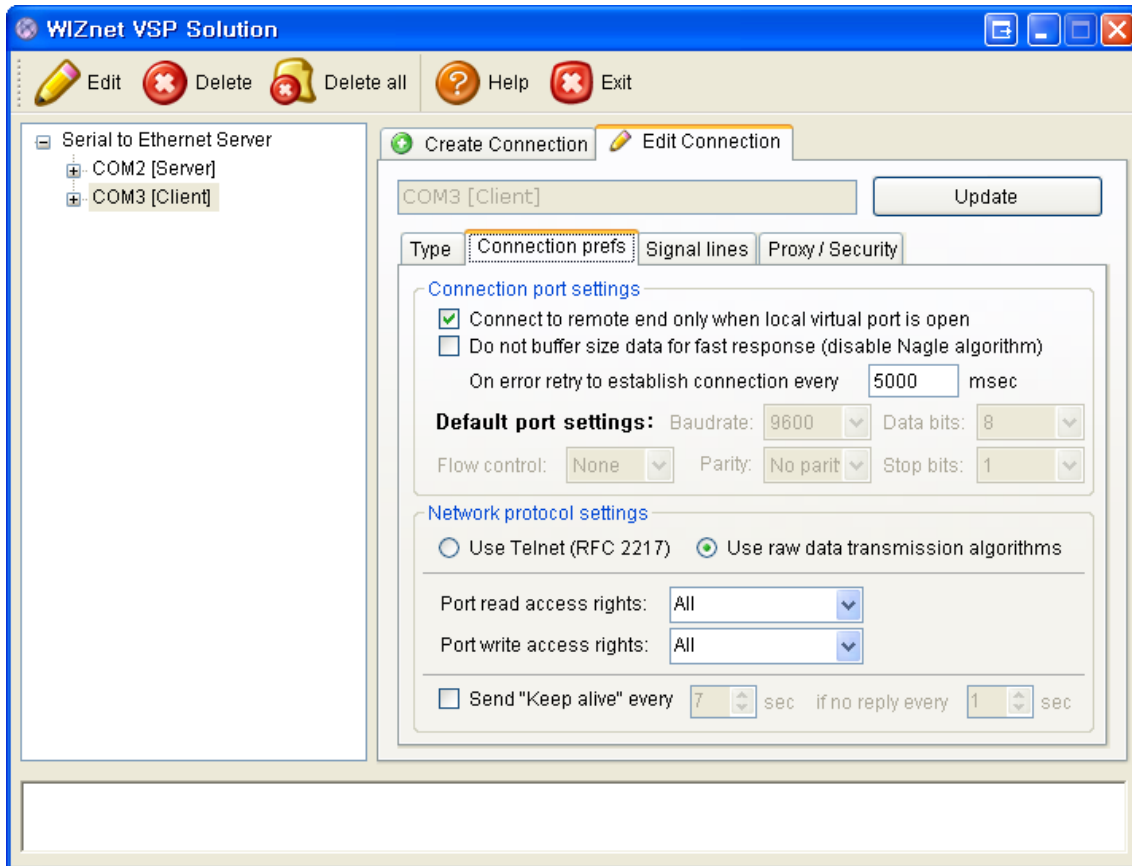 WIZnet VSP Solution
Edit Delete Delete all Help Exit
Serial to Ethernet Server
COM2 [Server]
COM3 [Client]
Create Connection Edit Connection
COM3 [Client] Update
Type Connection prefs Signal lines Proxy / Security
Connection port settings
Connect to remote end only when local virtual port is open
Do not buffer size data for fast response (disable Nagle algorithm)
On error retry to establish connection every 5000 msec
Default port settings: Baudrate: 9600 Data bits: 8
Flow control: None Parity: No parit Stop bits: 1
Network protocol settings
Use Telnet (RFC 2217) Use raw data transmission algorithms
Port read access rights: All
Port write access rights: All
Send "Keep alive" every 7 sec if no reply every 1 sec